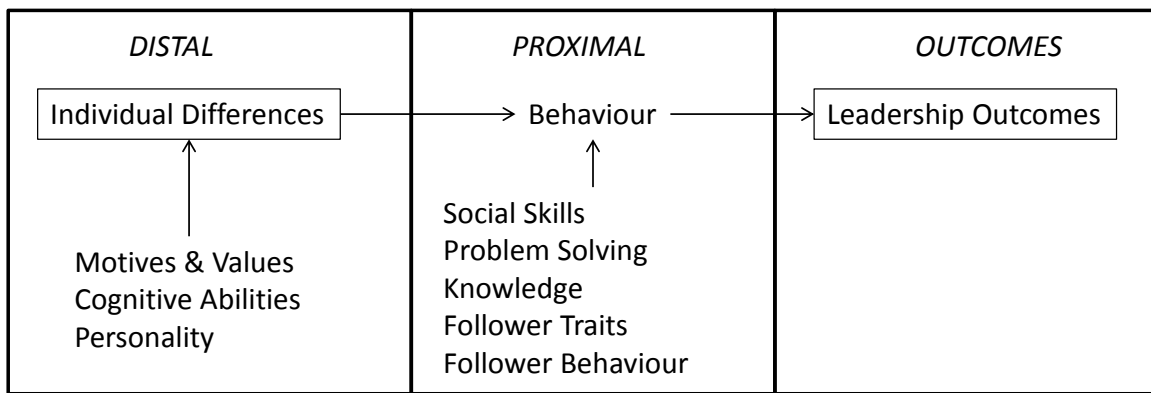 DISTAL
Individual Differences
Motives & Values
Cognitive Abilities
Personality
PROXIMAL
Behaviour
Social Skills
Problem Solving
Knowledge
Follower Traits
Follower Behaviour
OUTCOMES
Leadership Outcomes